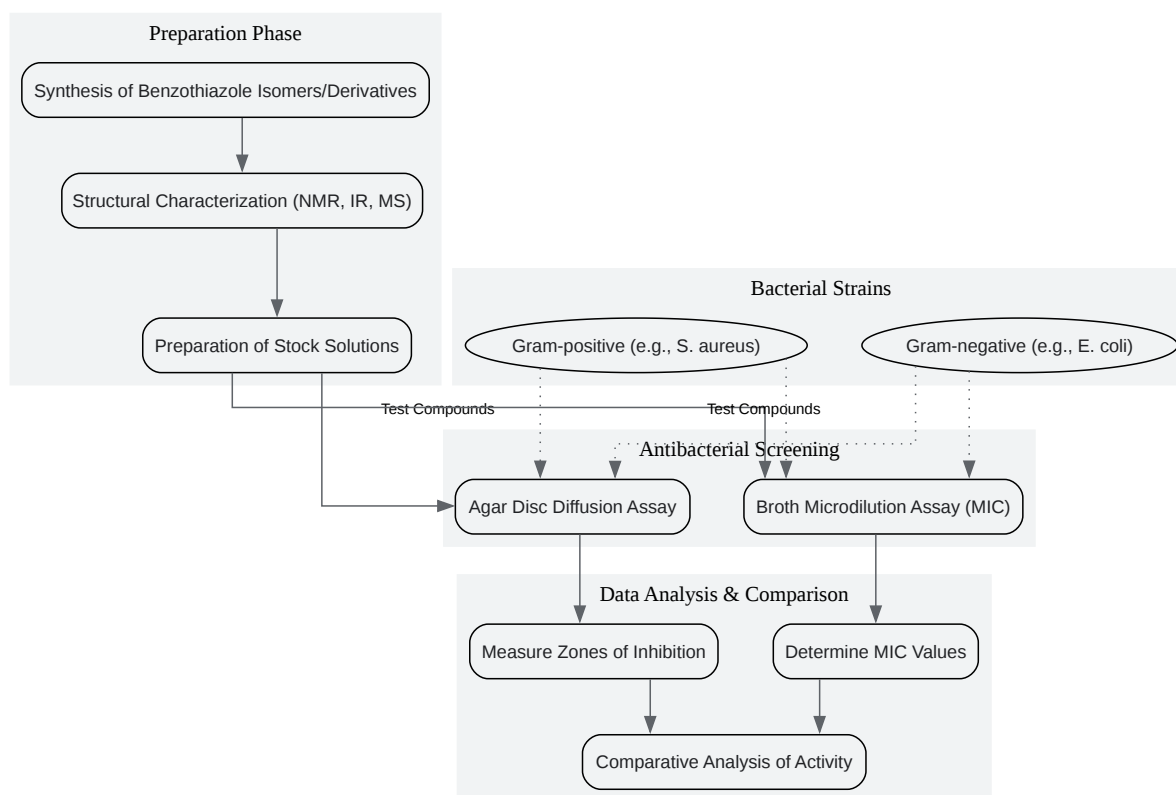 Preparation Phase
Synthesis of Benzothiazole Isomers/Derivatives
Structural Characterization (NMR, IR, MS)
Bacterial Strains
Preparation of Stock Solutions
Gram-positive (e.g., S. aureus)
Gram-negative (e.g., E. coli)
Test Compounds
Test Compounds
Antibacterial Screening
Agar Disc Diffusion Assay
Broth Microdilution Assay (MIC)
Data Analysis & Comparison
Measure Zones of Inhibition
Determine MIC Values
Comparative Analysis of Activity